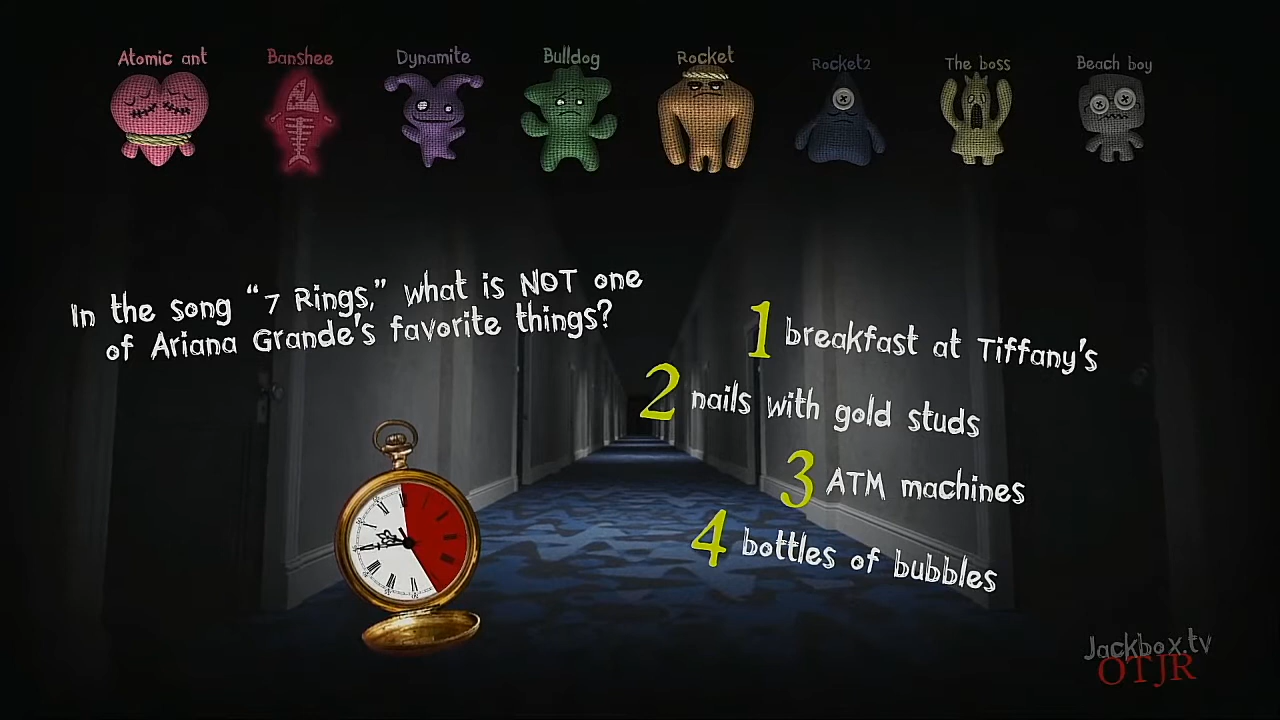 Atomic ant
Banshee
Dynamite
Bulldog
Rocket
Rocket2
The boss
Beach boy
In the song “7 Rings,” what is NOT one
of Ariana Grande's favorite things?
1 breakfast at Tiffany's
2 nails with gold studs
3 ATM machines
4 bottles of bubbles
Jackbox.tv
OTJR